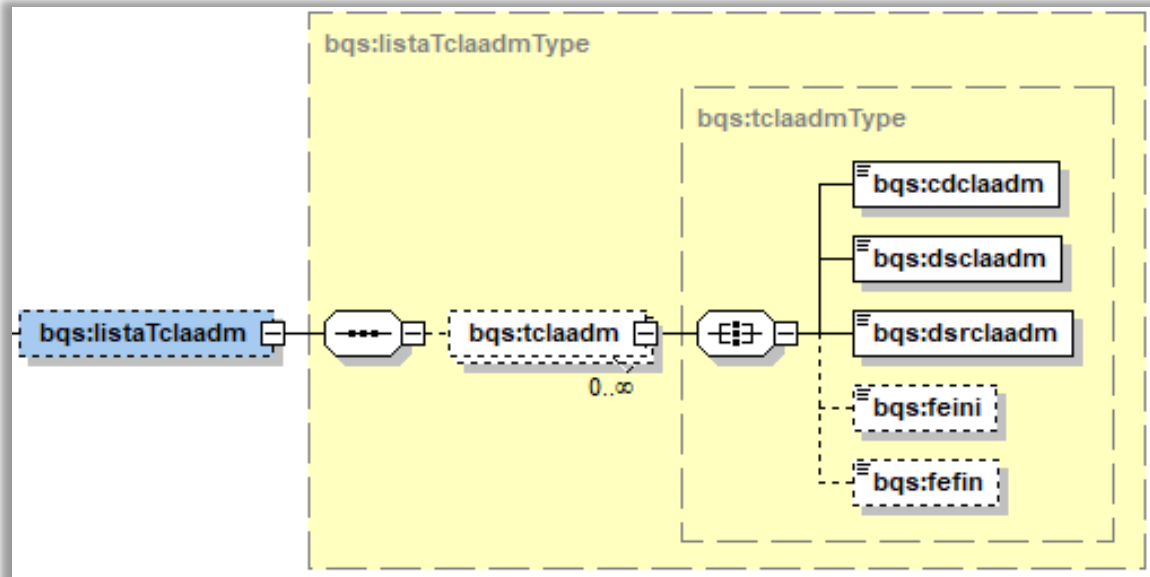 bqs:listaTclaadmType
bqs:tclaadmType
bqs:cdclaadm
bqs:dsclaadm
bqs:listaTclaadm
bqs:tclaadm
bqs:dsrclaadm
0..∞
bqs:feini
bqs:fefin